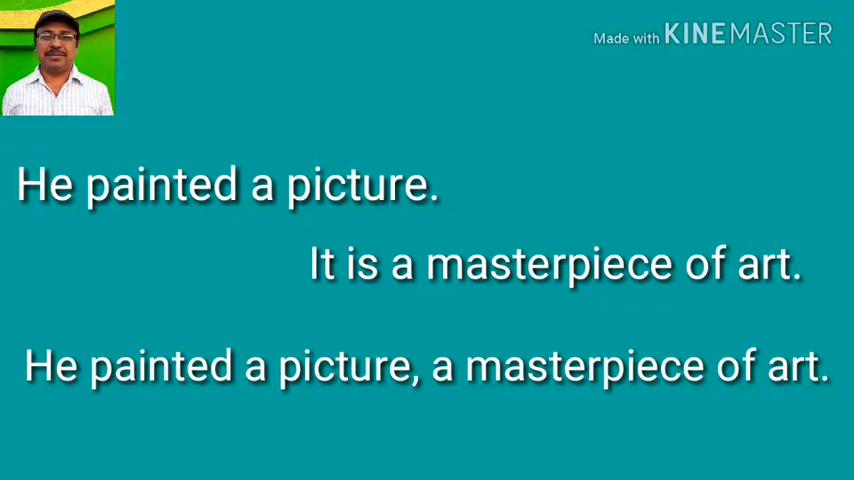 Made with KINEMASTER
He painted a picture.
It is a masterpiece of art.
He painted a picture, a masterpiece of art.